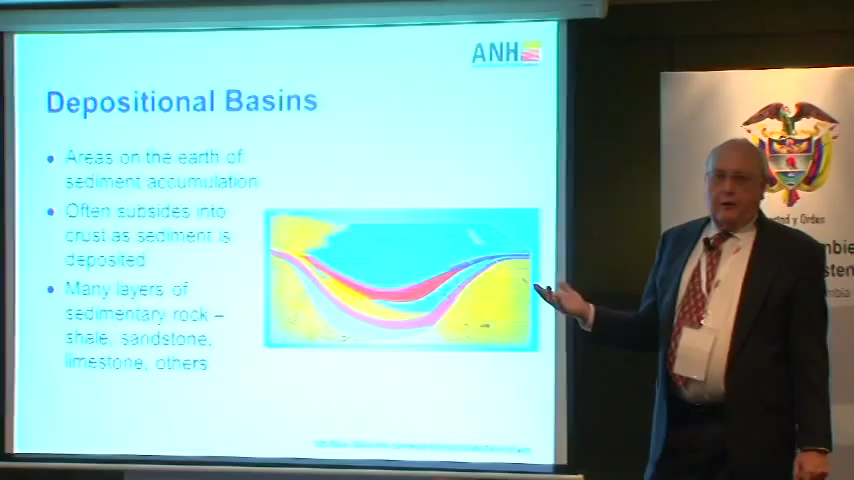 ANH
Depositional Basins
• Areas on the earth of
sediment accumulation
• Often subsides into
crust as sediment is
deposited
• Many layers of
sedimentary rock –
shale, sandstone,
limestone, others
y Orden